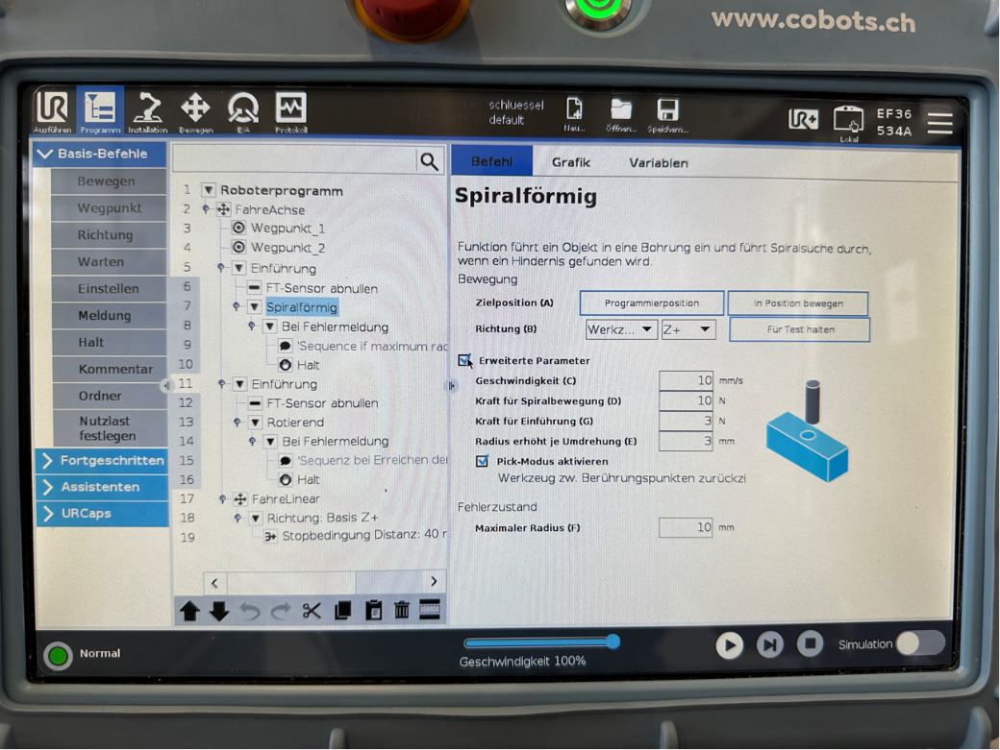 www.cobots.ch
UR
Ausführen
Programm
Installation
Bewegen
E/A
Protokoll
schluessel
default
Neu...
Öffnen...
Speichern...
UR+
Lokal
EF36
534A
Basis-Befehle
Bewegen
Wegpunkt
Richtung
Warten
Einstellen
Meldung
Halt
Kommentar
Ordner
Nutzlast
festlegen
Fortgeschritten
Assistenten
URCaps
1 Roboterprogramm
2 FahreAchse
3 Wegpunkt_1
4 Wegpunkt_2
5 Einführung
6 FT-Sensor abnullen
7 Spiralförmig
8 Bei Fehlermeldung
9 'Sequence if maximum rad
10 Halt
11 Einführung
12 FT-Sensor abnullen
13 Rotierend
14 Bei Fehlermeldung
15 'Sequenz bei Erreichen der
16 Halt
17 FahreLinear
18 Richtung: Basis Z+
19 Stopbedingung Distanz: 40 r
Befehl Grafik Variablen
Spiralförmig
Funktion führt ein Objekt in eine Bohrung ein und führt Spiralsuche durch,
wenn ein Hindernis gefunden wird.
Bewegung
Zielposition (A) Programmierposition In Position bewegen
Richtung (B) Werkz... Z+ Für Test halten
Erweiterte Parameter
Geschwindigkeit (C) 10 mm/s
Kraft für Spiralbewegung (D) 10 N
Kraft für Einführung (G) 3 N
Radius erhöht je Umdrehung (E) 3 mm
Pick-Modus aktivieren
Werkzeug zw. Berührungspunkten zurückzi
Fehlerzustand
Maximaler Radius (F) 10 mm
Normal
Geschwindigkeit 100%
Simulation